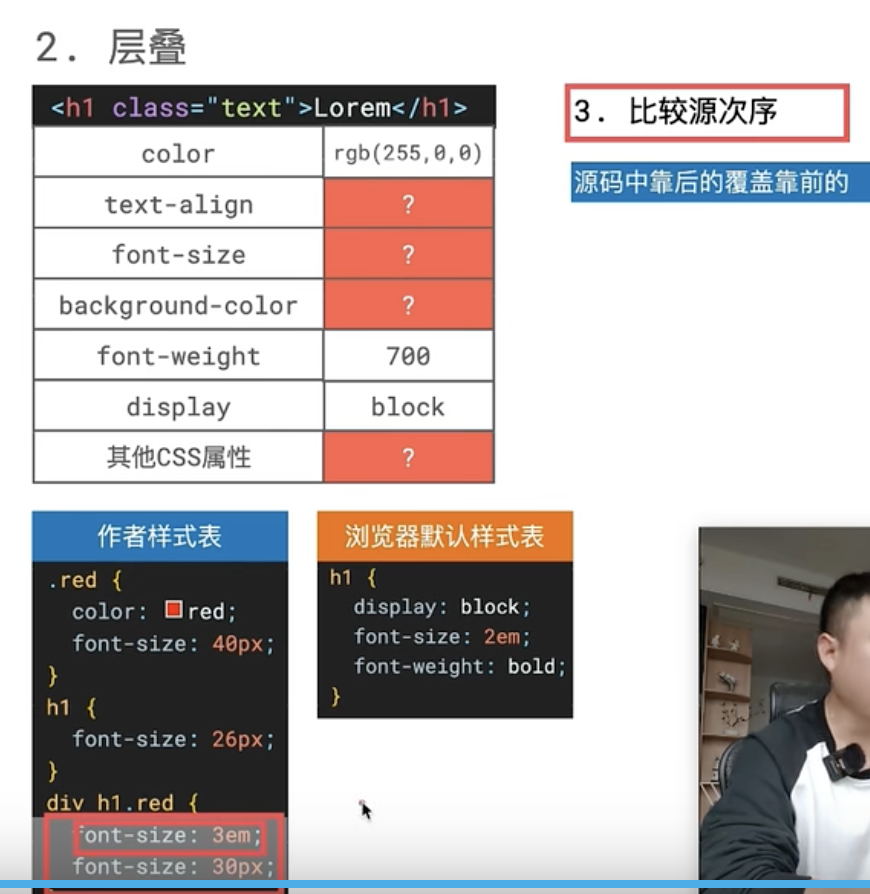 2. 层叠
<h1 class="text">Lorem</h1>
color rgb(255,0,0)
text-align ?
font-size ?
background-color ?
font-weight 700
display block
其他CSS属性 ?
3. 比较源次序
源码中靠后的覆盖靠前的
作者样式表
.red {
color: red;
font-size: 40px;
}
h1 {
font-size: 26px;
}
div h1.red {
font-size: 3em;
font-size: 30px;
浏览器默认样式表
h1 {
display: block;
font-size: 2em;
font-weight: bold;
}